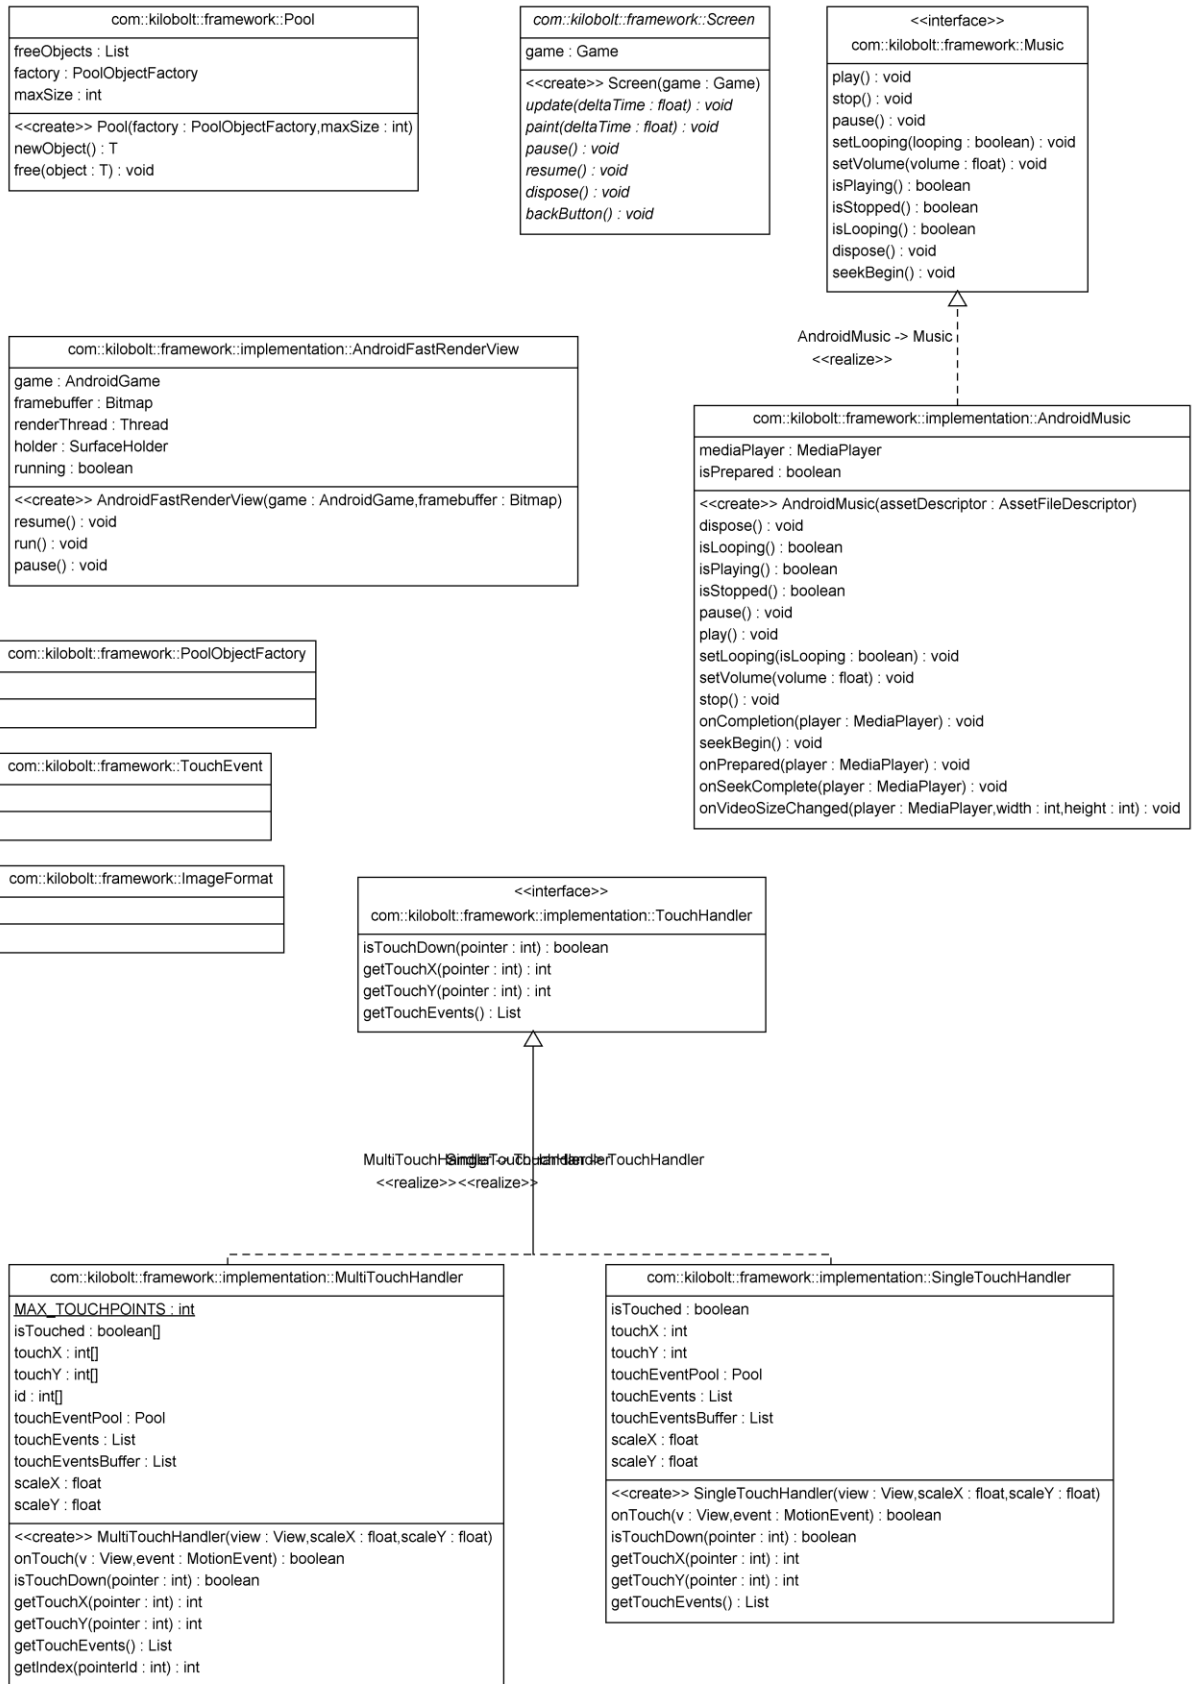 com::kilobolt::framework::Pool
freeObjects : List
factory : PoolObjectFactory
maxSize : int
<<create>> Pool(factory : PoolObjectFactory,maxSize : int)
newObject() : T
free(object : T) : void
com::kilobolt::framework::Screen
game : Game
<<create>> Screen(game : Game)
update(deltaTime : float) : void
paint(deltaTime : float) : void
pause() : void
resume() : void
dispose() : void
backButton() : void
<<interface>>
com::kilobolt::framework::Music
play() : void
stop() : void
pause() : void
setLooping(looping : boolean) : void
setVolume(volume : float) : void
isPlaying() : boolean
isStopped() : boolean
isLooping() : boolean
dispose() : void
seekBegin() : void
AndroidMusic -> Music
<<realize>>
com::kilobolt::framework::implementation::AndroidFastRenderView
game : AndroidGame
framebuffer : Bitmap
renderThread : Thread
holder : SurfaceHolder
running : boolean
<<create>> AndroidFastRenderView(game : AndroidGame,framebuffer : Bitmap)
resume() : void
run() : void
pause() : void
com::kilobolt::framework::implementation::AndroidMusic
mediaPlayer : MediaPlayer
isPrepared : boolean
<<create>> AndroidMusic(assetDescriptor : AssetFileDescriptor)
dispose() : void
isLooping() : boolean
isPlaying() : boolean
isStopped() : boolean
pause() : void
play() : void
setLooping(isLooping : boolean) : void
setVolume(volume : float) : void
stop() : void
onCompletion(player : MediaPlayer) : void
seekBegin() : void
onPrepared(player : MediaPlayer) : void
onSeekComplete(player : MediaPlayer) : void
onVideoSizeChanged(player : MediaPlayer,width : int,height : int) : void
com::kilobolt::framework::PoolObjectFactory
com::kilobolt::framework::TouchEvent
com::kilobolt::framework::ImageFormat
<<interface>>
com::kilobolt::framework::implementation::TouchHandler
isTouchDown(pointer : int) : boolean
getTouchX(pointer : int) : int
getTouchY(pointer : int) : int
getTouchEvents() : List
MultiTouchHandler -> TouchHandler
SingleTouchHandler -> TouchHandler
<<realize>>
<<realize>>
com::kilobolt::framework::implementation::MultiTouchHandler
MAX_TOUCHPOINTS : int
isTouched : boolean[]
touchX : int[]
touchY : int[]
id : int[]
touchEventPool : Pool
touchEvents : List
touchEventsBuffer : List
scaleX : float
scaleY : float
<<create>> MultiTouchHandler(view : View,scaleX : float,scaleY : float)
onTouch(v : View,event : MotionEvent) : boolean
isTouchDown(pointer : int) : boolean
getTouchX(pointer : int) : int
getTouchY(pointer : int) : int
getTouchEvents() : List
getIndex(pointerId : int) : int
com::kilobolt::framework::implementation::SingleTouchHandler
isTouched : boolean
touchX : int
touchY : int
touchEventPool : Pool
touchEvents : List
touchEventsBuffer : List
scaleX : float
scaleY : float
<<create>> SingleTouchHandler(view : View,scaleX : float,scaleY : float)
onTouch(v : View,event : MotionEvent) : boolean
isTouchDown(pointer : int) : boolean
getTouchX(pointer : int) : int
getTouchY(pointer : int) : int
getTouchEvents() : List